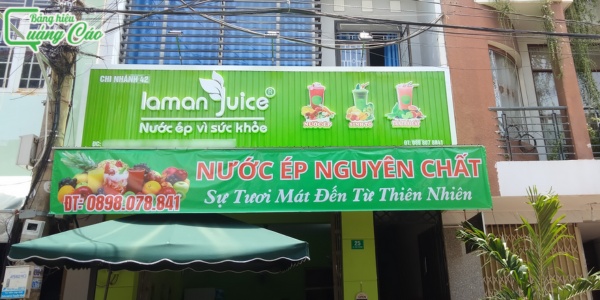 Bảng hiệu
Quảng Cáo
CHI NHÁNH 42
laman juice®
Nước ép vì sức khỏe
NƯỚC ÉP NGUYÊN CHẤT
Sự Tươi Mát Đến Từ Thiên Nhiên
ĐT: 0898.078.841